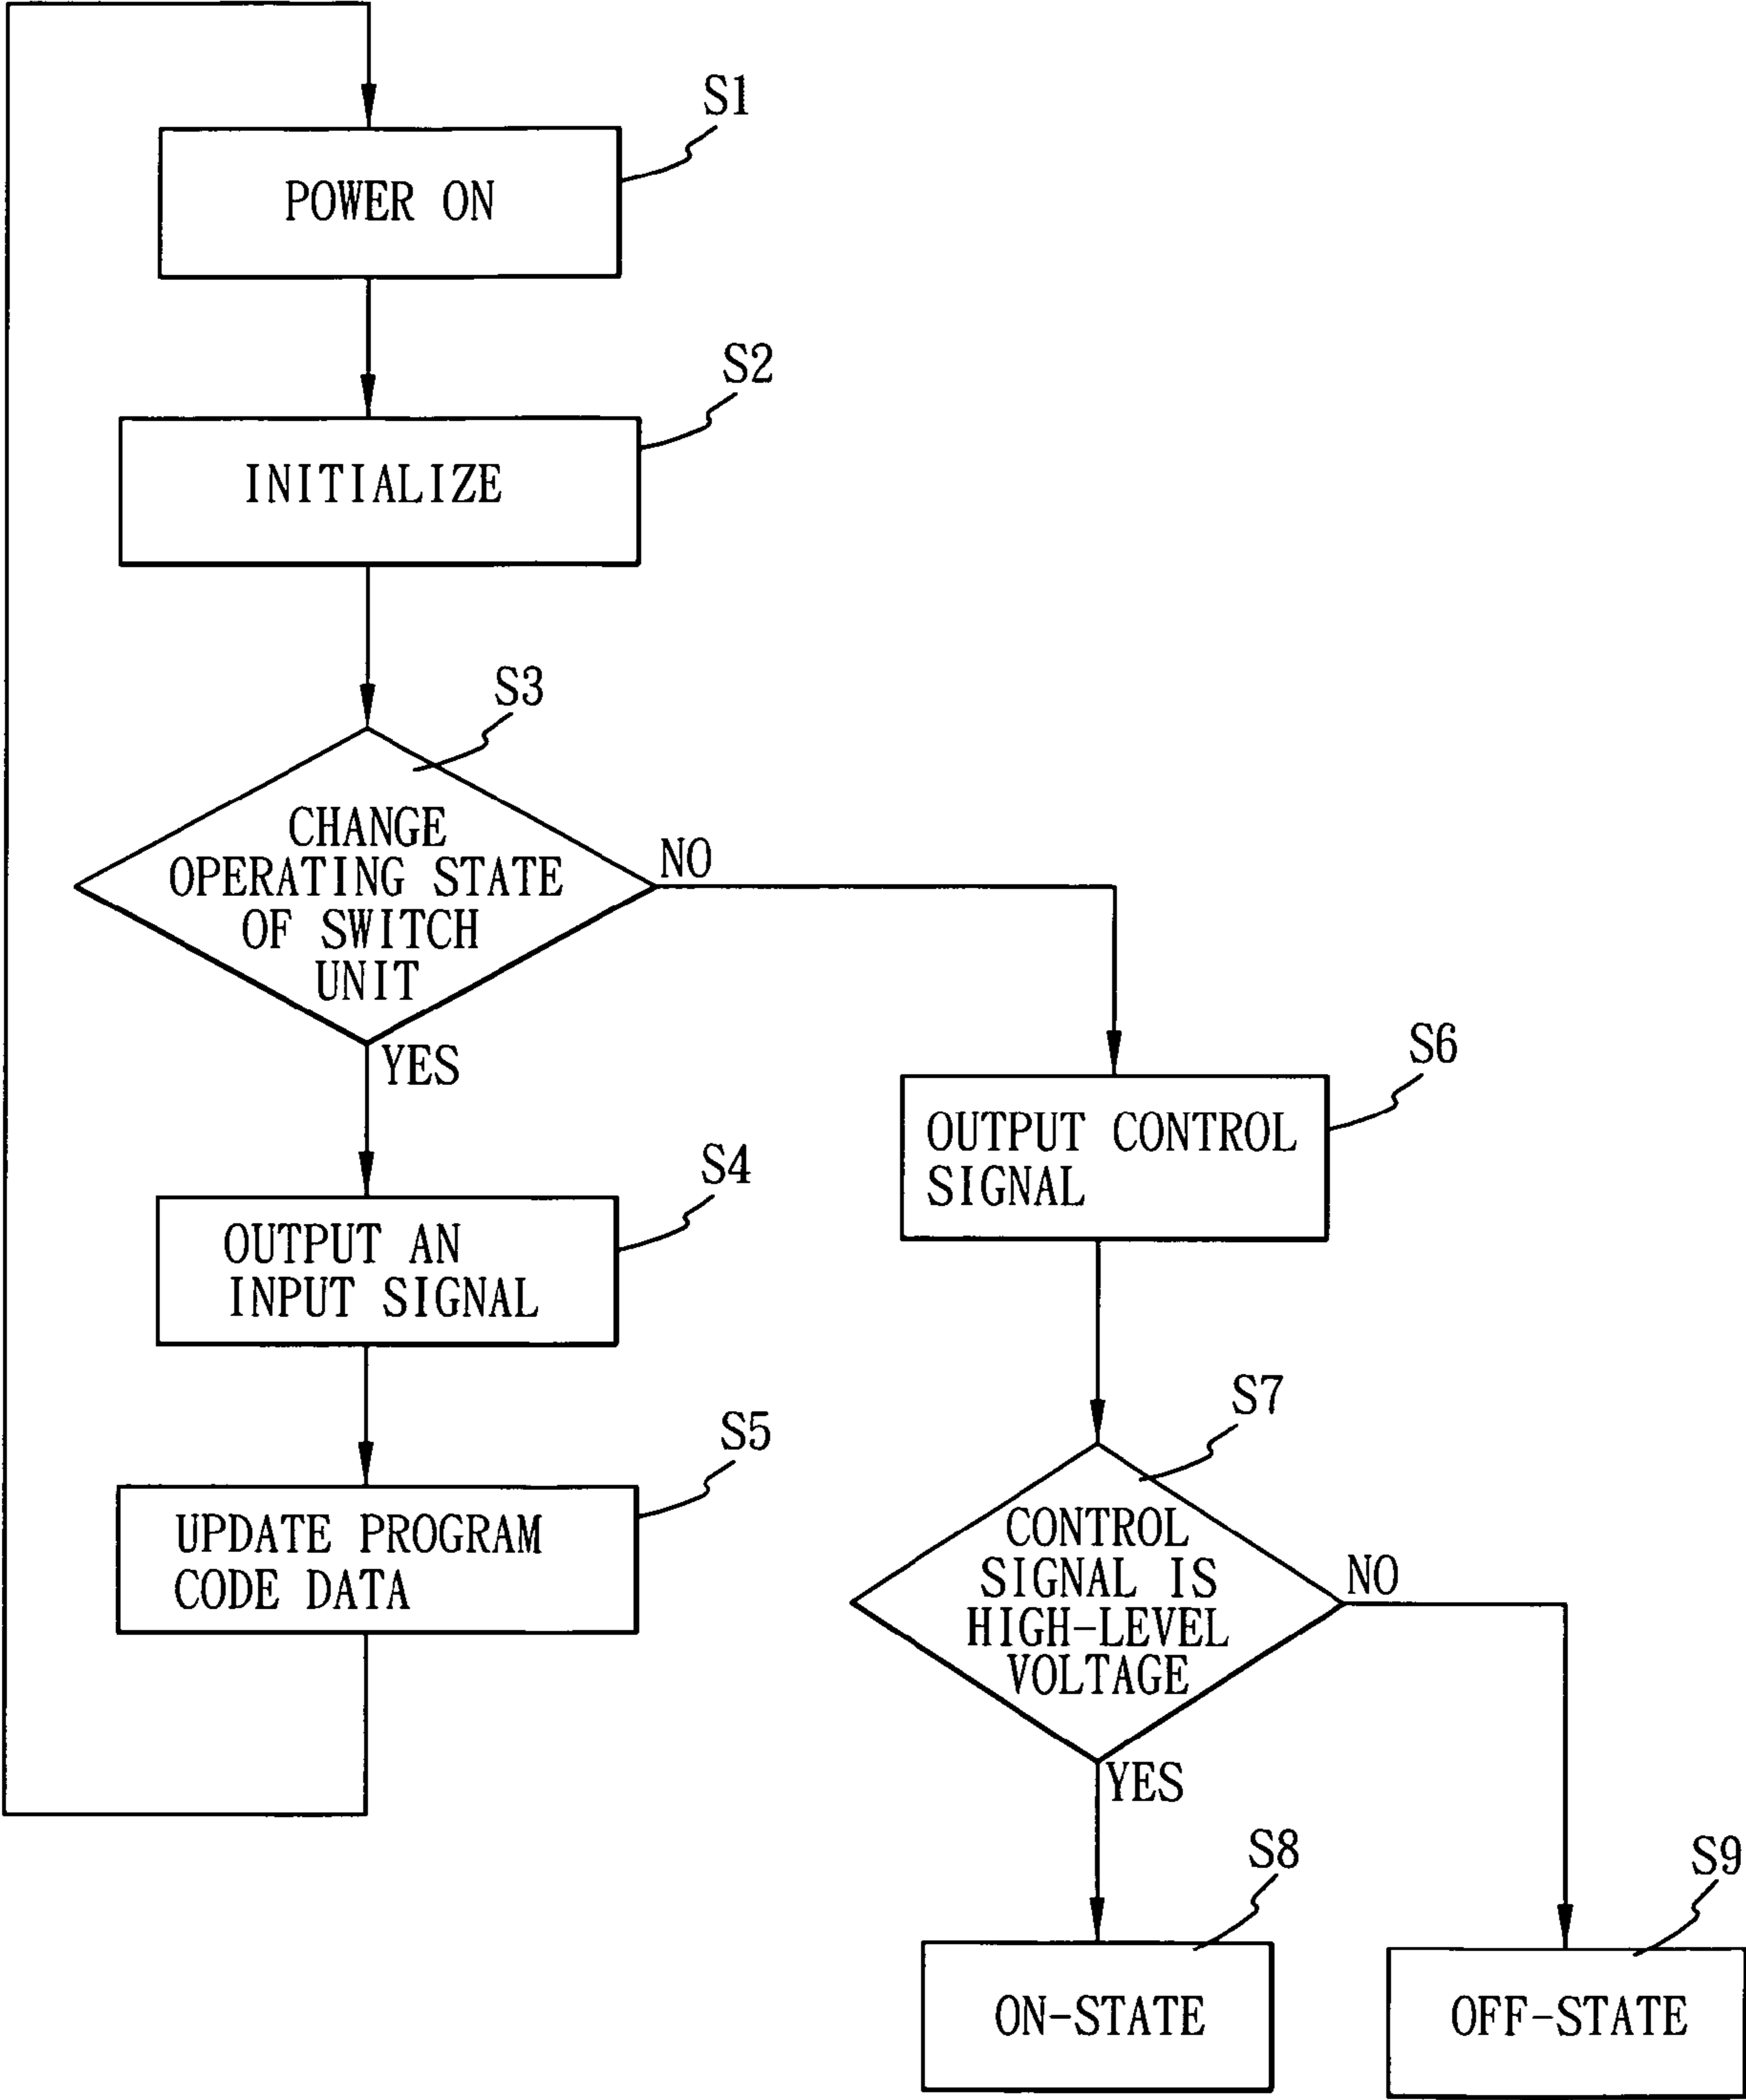 S1
POWER ON
S2
INITIALIZE
S3
CHANGE
OPERATING STATE
OF SWITCH
UNIT
NO
YES
S4
OUTPUT AN
INPUT SIGNAL
S5
UPDATE PROGRAM
CODE DATA
S6
OUTPUT CONTROL
SIGNAL
S7
CONTROL
SIGNAL IS
HIGH-LEVEL
VOLTAGE
NO
YES
S8
ON-STATE
S9
OFF-STATE